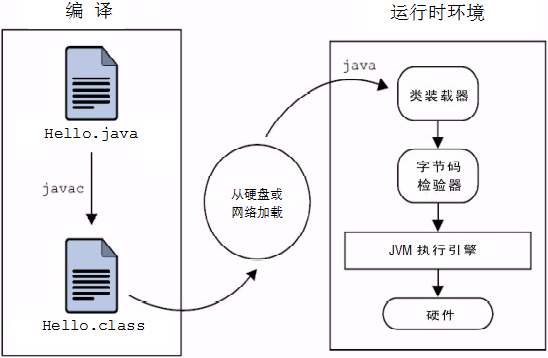 编 译
运行时环境
Hello.java
javac
Hello.class
从硬盘或
网络加载
java
类装载器
字节码
检验器
JVM 执行引擎
硬件